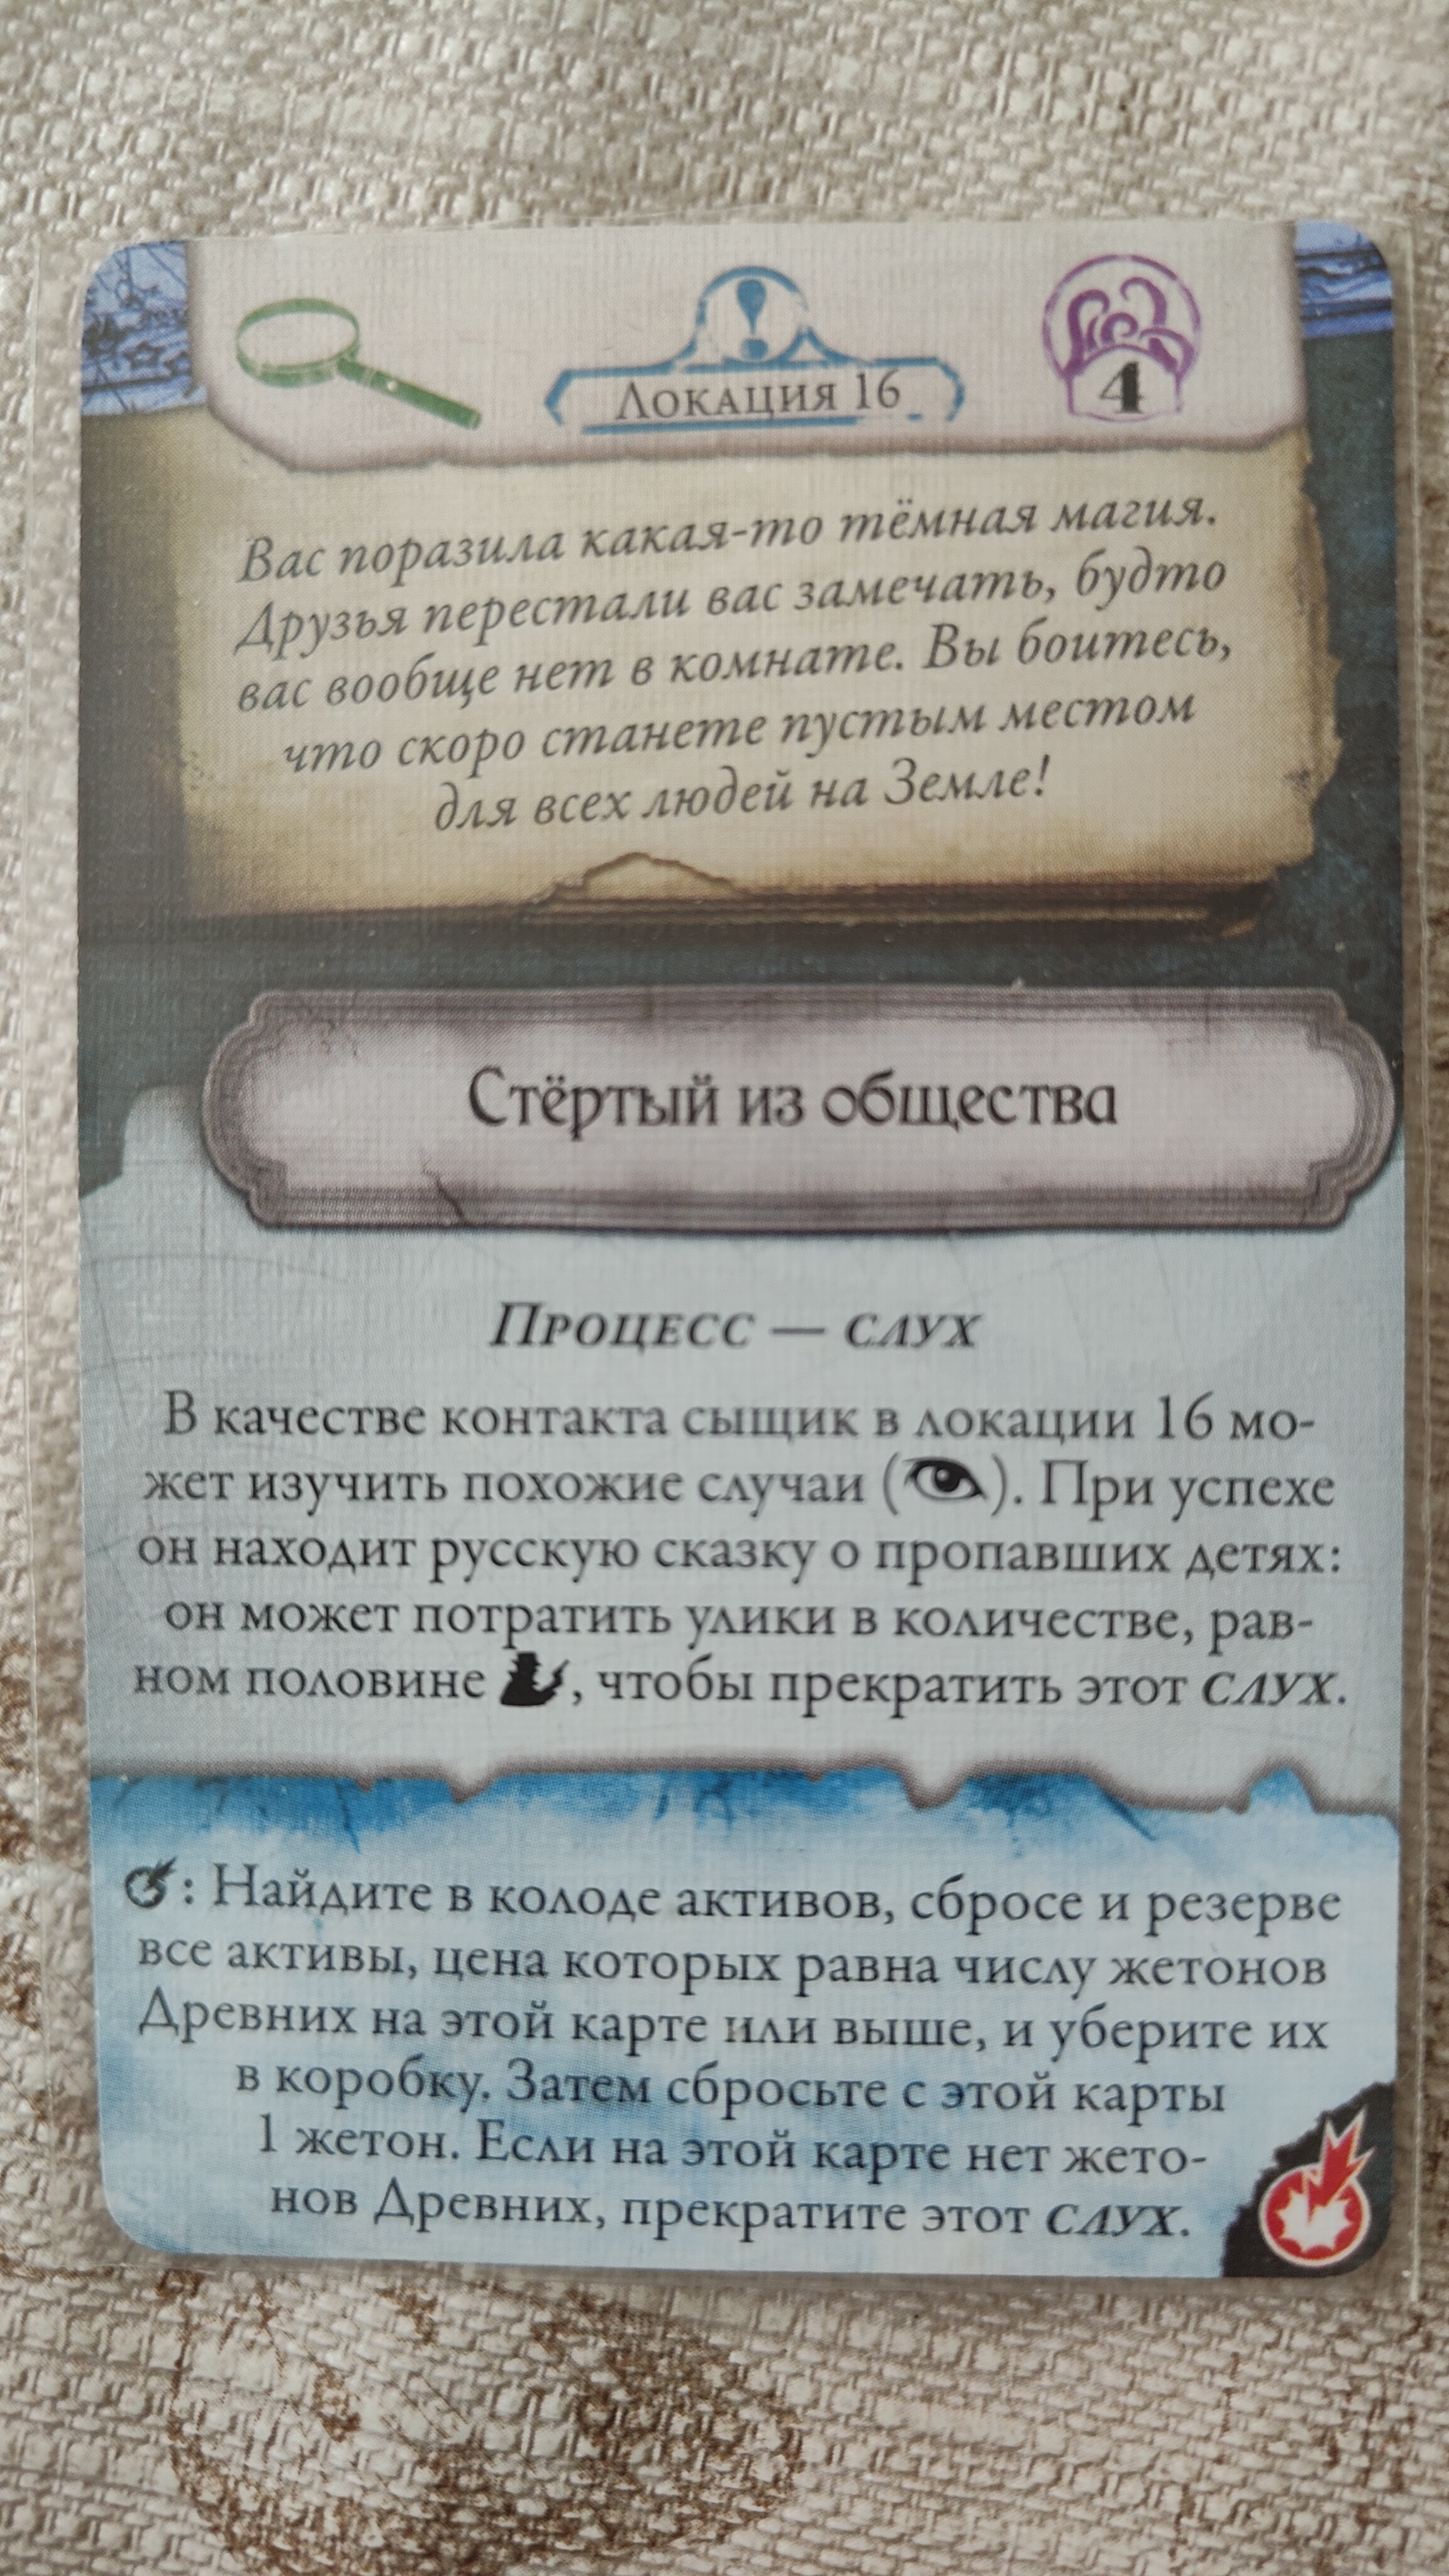 Локация 16
4
Вас поразила какая-то тёмная магия.
Друзья перестали вас замечать, будто
вас вообще нет в комнате. Вы боитесь,
что скоро станете пустым местом
для всех людей на Земле!
Стёртый из общества
Процесс — слух
В качестве контакта сыщик в локации 16 мо-
жет изучить похожие случаи ( ). При успехе
он находит русскую сказку о пропавших детях:
он может потратить улики в количестве, рав-
ном половине , чтобы прекратить этот слух.
: Найдите в колоде активов, сбросе и резерве
все активы, цена которых равна числу жетонов
Древних на этой карте или выше, и уберите их
в коробку. Затем сбросьте с этой карты
1 жетон. Если на этой карте нет жето-
нов Древних, прекратите этот слух.